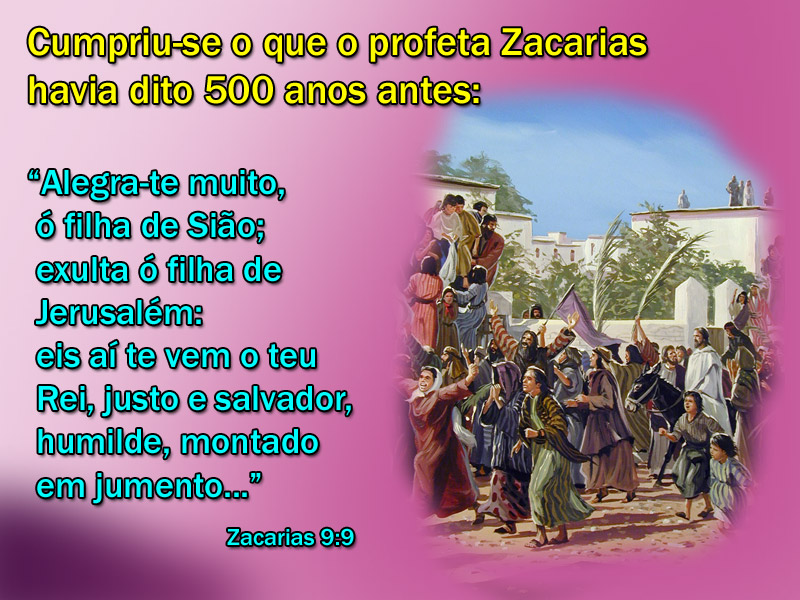 Cumpriu-se o que o profeta Zacarias
havia dito 500 anos antes:
“Alegra-te muito,
ó filha de Sião;
exulta ó filha de
Jerusalém:
eis aí te vem o teu
Rei, justo e salvador,
humilde, montado
em jumento...”
Zacarias 9:9